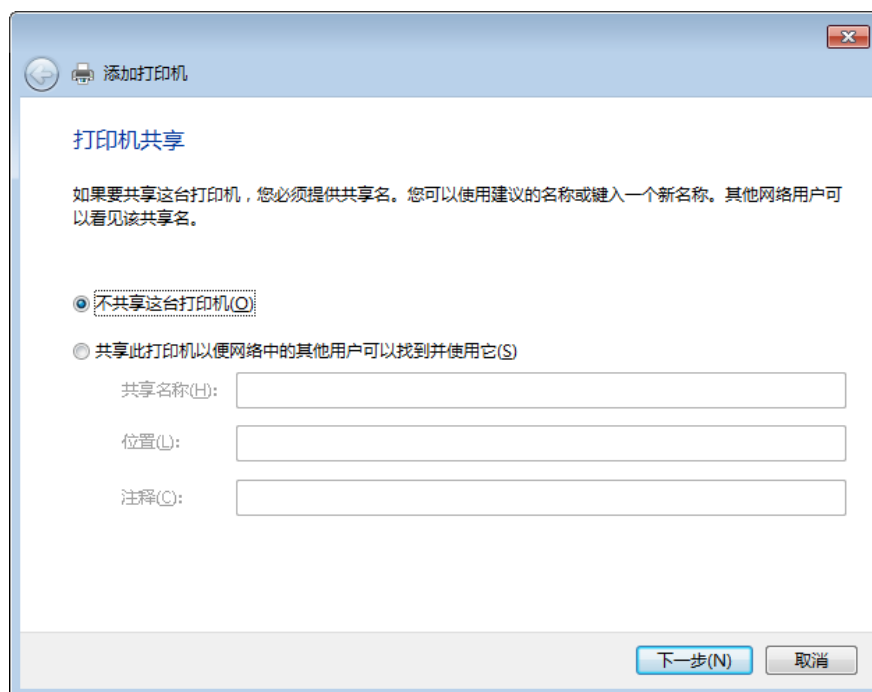 添加打印机
打印机共享
如果要共享这台打印机，您必须提供共享名。您可以使用建议的名称或键入一个新名称。其他网络用户可
以看见该共享名。
不共享这台打印机(O)
共享此打印机以便网络中的其他用户可以找到并使用它(S)
共享名称(H):
位置(L):
注释(C):
下一步(N)
取消